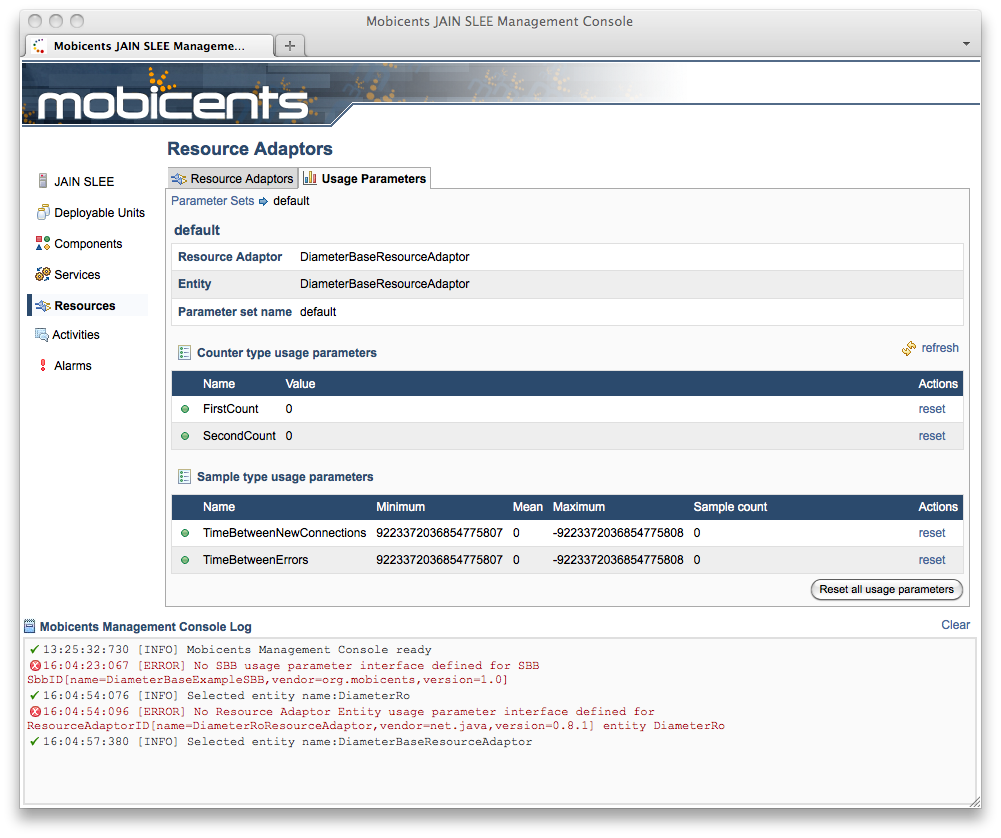 Mobicents JAIN SLEE Management Console
Mobicents JAIN SLEE Manageme...
mobicents
Resource Adaptors
JAIN SLEE
Deployable Units
Components
Services
Resources
Activities
Alarms
Resource Adaptors Usage Parameters
Parameter Sets default
default
Resource Adaptor DiameterBaseResourceAdaptor
Entity DiameterBaseResourceAdaptor
Parameter set name default
Counter type usage parameters refresh
Name Value Actions
FirstCount 0 reset
SecondCount 0 reset
Sample type usage parameters
Name Minimum Mean Maximum Sample count Actions
TimeBetweenNewConnections 9223372036854775807 0 -9223372036854775808 0 reset
TimeBetweenErrors 9223372036854775807 0 -9223372036854775808 0 reset
Reset all usage parameters
Mobicents Management Console Log Clear
13:25:32:730 [INFO] Mobicents Management Console ready
16:04:23:067 [ERROR] No SBB usage parameter interface defined for SBB
SbbID[name=DiameterBaseExampleSBB,vendor=org.mobicents,version=1.0]
16:04:54:076 [INFO] Selected entity name:DiameterRo
16:04:54:096 [ERROR] No Resource Adaptor Entity usage parameter interface defined for
ResourceAdaptorID[name=DiameterRoResourceAdaptor,vendor=net.java,version=0.8.1] entity DiameterRo
16:04:57:380 [INFO] Selected entity name:DiameterBaseResourceAdaptor